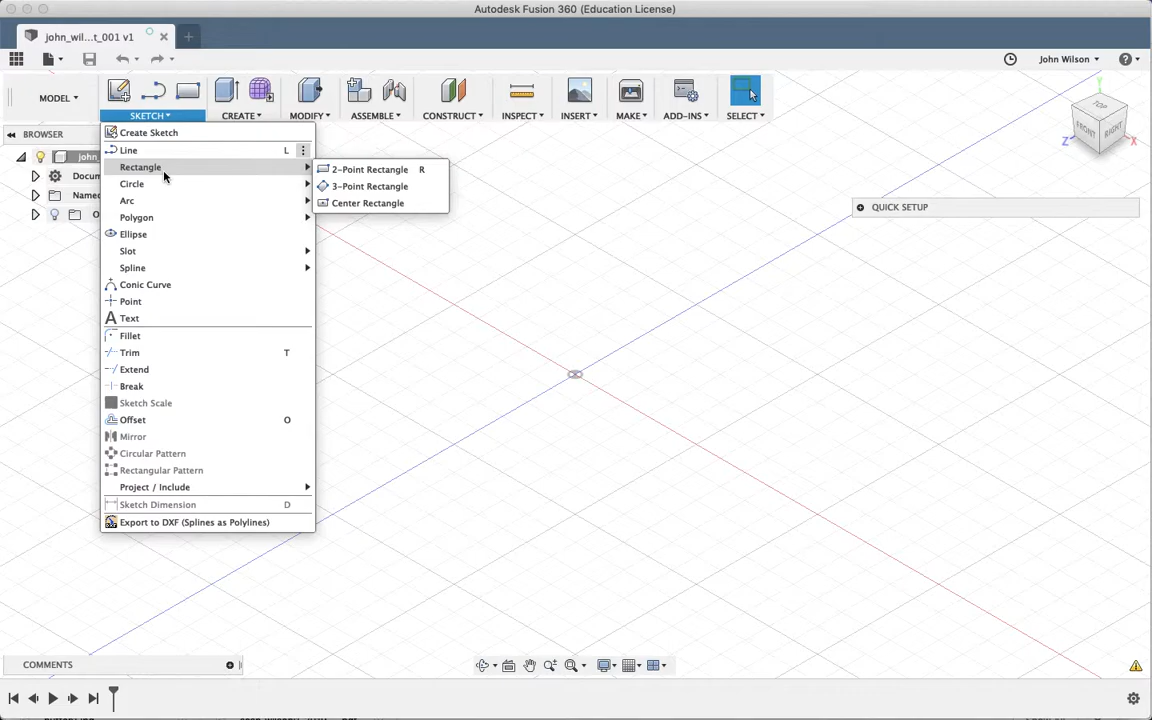 Autodesk Fusion 360 (Education License)
john_wil...t_001 v1
John Wilson
MODEL
SKETCH
CREATE
MODIFY
ASSEMBLE
CONSTRUCT
INSPECT
INSERT
MAKE
ADD-INS
SELECT
BROWSER
john_
Docum
Name
O
Create Sketch
Line L
Rectangle
Circle
Arc
Polygon
Ellipse
Slot
Spline
Conic Curve
Point
Text
Fillet
Trim T
Extend
Break
Sketch Scale
Offset O
Mirror
Circular Pattern
Rectangular Pattern
Project / Include
Sketch Dimension D
Export to DXF (Splines as Polylines)
2-Point Rectangle R
3-Point Rectangle
Center Rectangle
QUICK SETUP
TOP
FRONT
RIGHT
Y
Z
X
COMMENTS